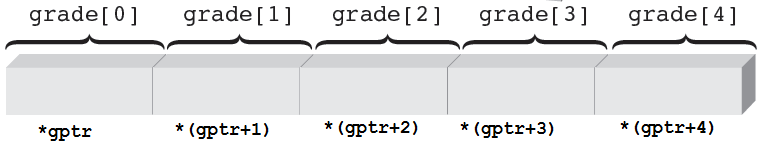 grade[0] grade[1] grade[2] grade[3] grade[4]
*gptr *(gptr+1) *(gptr+2) *(gptr+3) *(gptr+4)